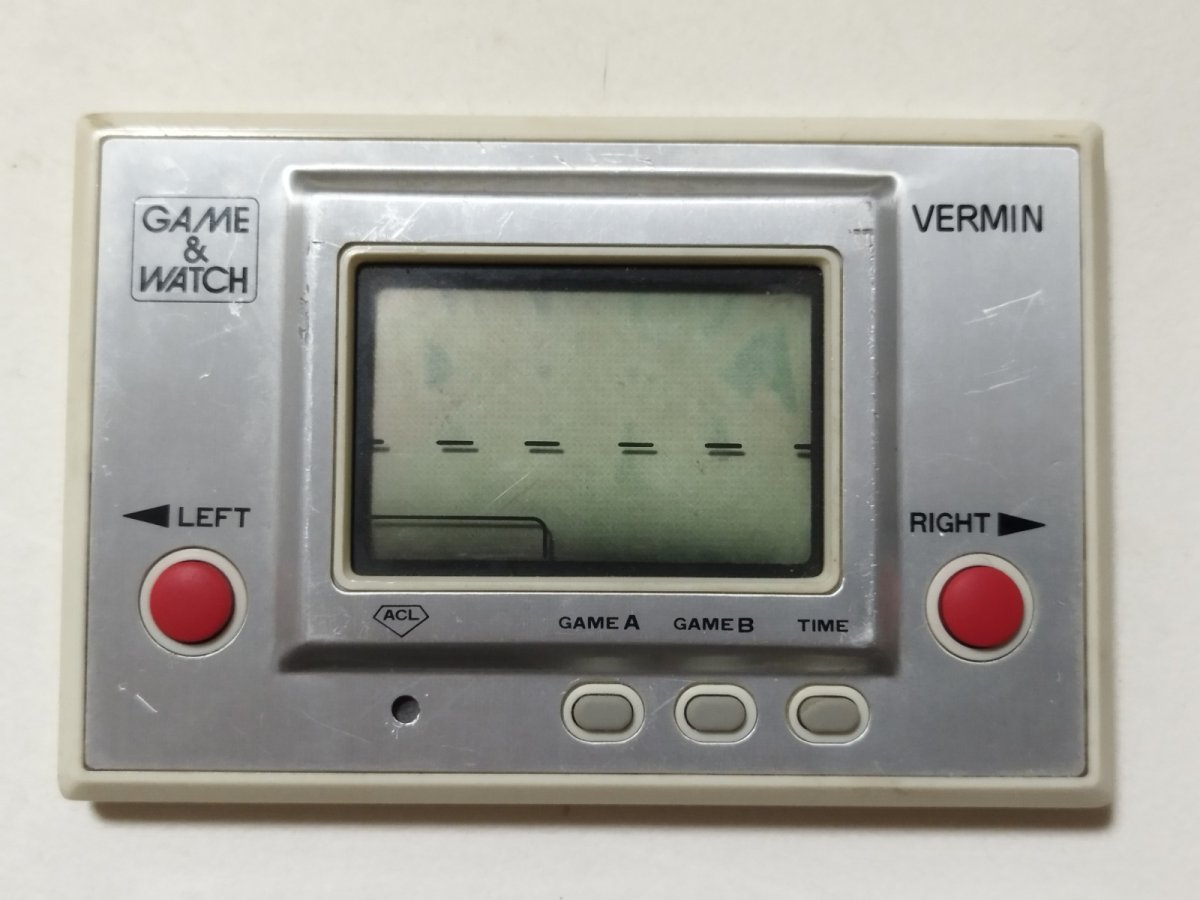 GAME
&
WATCH
VERMIN
◀LEFT
RIGHT▶
ACL
GAME A
GAME B
TIME